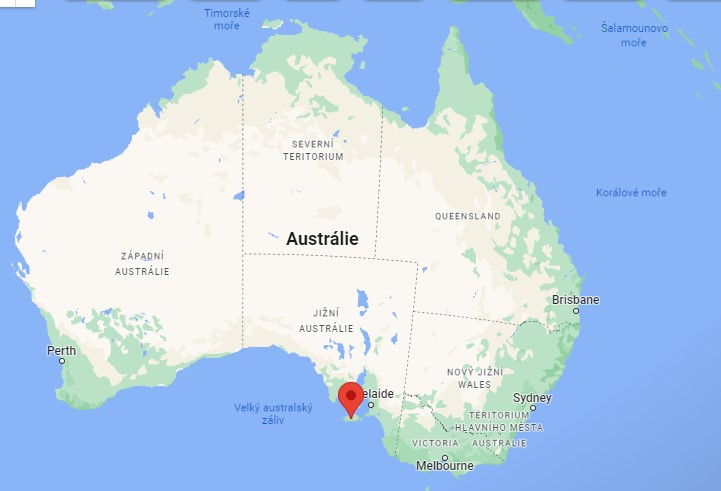 Timorské
moře
Šalamounovo
moře
SEVERNÍ
TERITORIUM
Korálové moře
QUEENSLAND
Austrálie
ZÁPADNÍ
AUSTRÁLIE
Brisbane
JIŽNÍ
AUSTRÁLIE
Perth
NOVÝ JIŽNÍ
WALES
elaide
Sydney
Velký australský
záliv
TERITORIUM
HLAVNÍHO MĚSTA
VICTORIA
AUSTRÁLIE
Melbourne